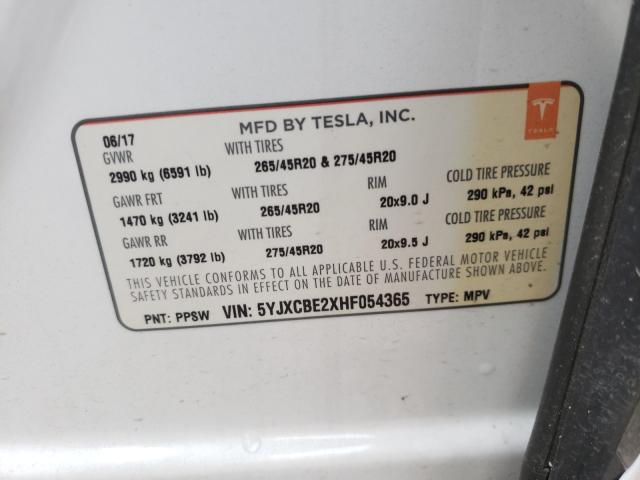 TESLA
MFD BY TESLA, INC.
06/17
GVWR WITH TIRES
2990 kg (6591 lb) 265/45R20 & 275/45R20
GAWR FRT WITH TIRES RIM COLD TIRE PRESSURE
1470 kg (3241 lb) 265/45R20 20x9.0 J 290 kPa, 42 psi
GAWR RR WITH TIRES RIM COLD TIRE PRESSURE
1720 kg (3792 lb) 275/45R20 20x9.5 J 290 kPa, 42 psi
THIS VEHICLE CONFORMS TO ALL APPLICABLE U.S. FEDERAL MOTOR VEHICLE
SAFETY STANDARDS IN EFFECT ON THE DATE OF MANUFACTURE SHOWN ABOVE.
PNT: PPSW VIN: 5YJXCBE2XHF054365 TYPE: MPV